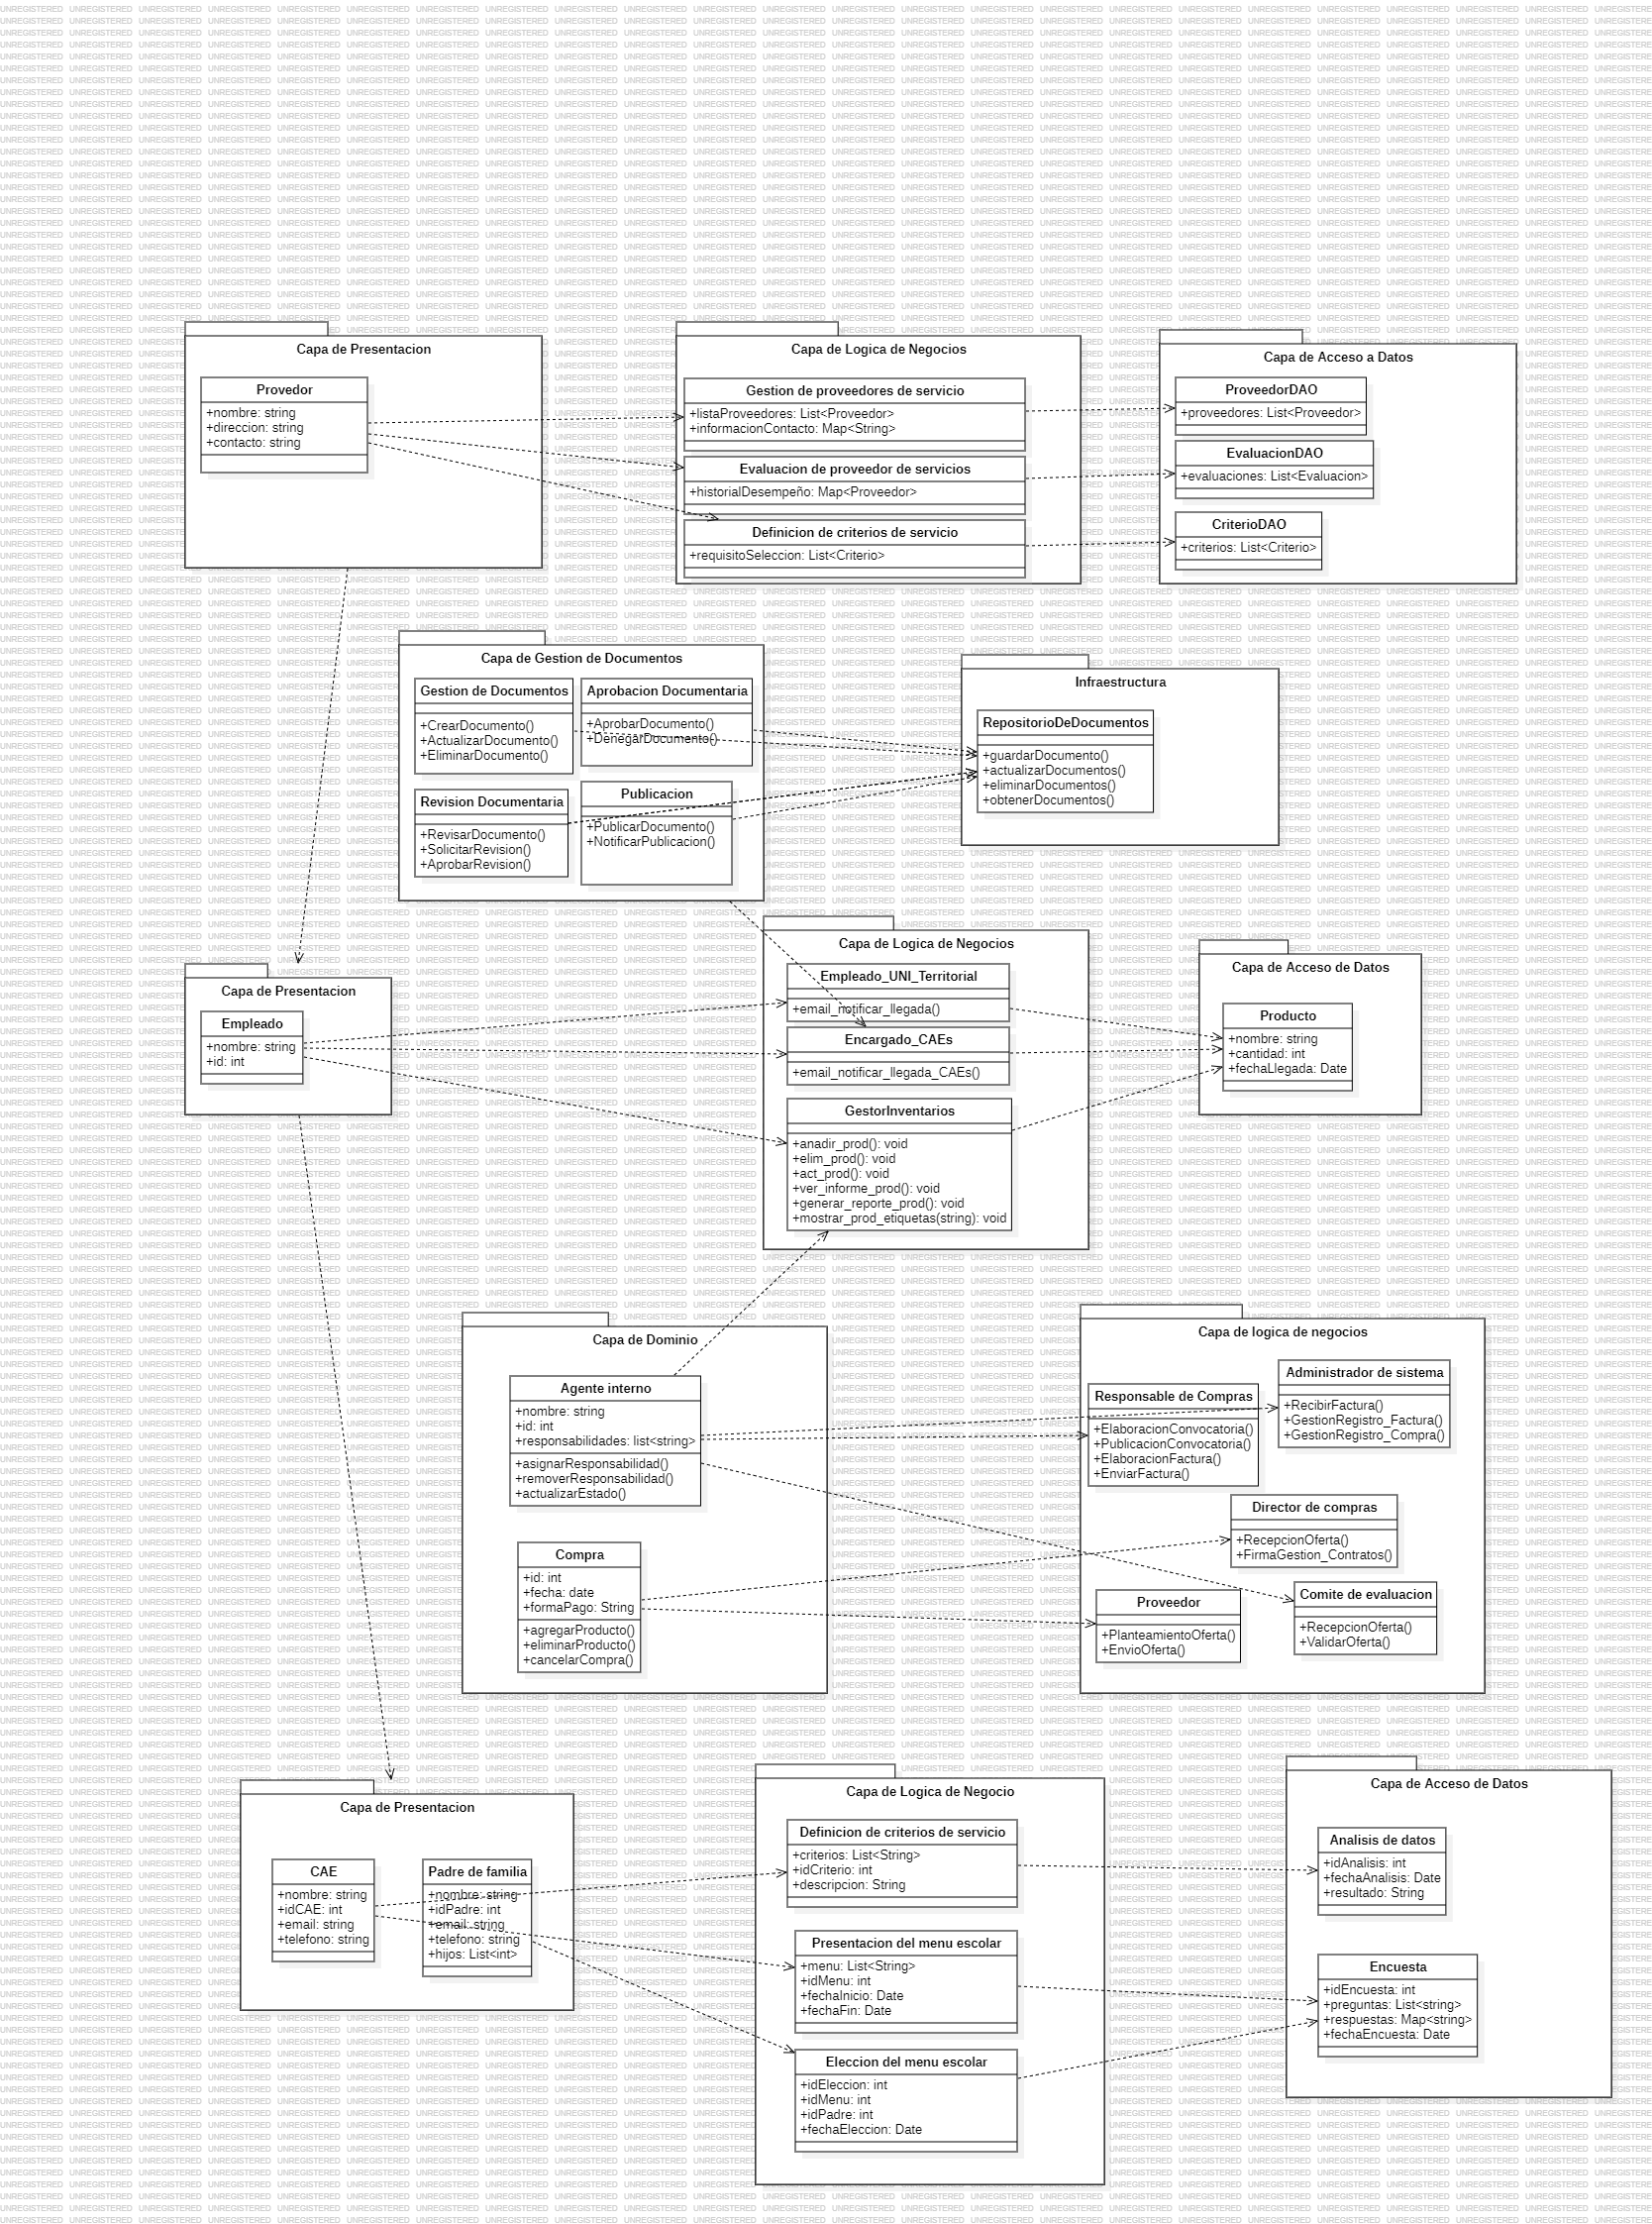 Capa de Presentacion
Provedor
+nombre: string
+direccion: string
+contacto: string
Capa de Logica de Negocios
Gestion de proveedores de servicio
+listaProveedores: List<Proveedor>
+informacionContacto: Map<String>
Evaluacion de proveedor de servicios
+historialDesempeño: Map<Proveedor>
Definicion de criterios de servicio
+requisitoSeleccion: List<Criterio>
Capa de Acceso a Datos
ProveedorDAO
+proveedores: List<Proveedor>
EvaluacionDAO
+evaluaciones: List<Evaluacion>
CriterioDAO
+criterios: List<Criterio>
Capa de Gestion de Documentos
Gestion de Documentos
+CrearDocumento()
+ActualizarDocumento()
+EliminarDocumento()
Aprobacion Documentaria
+AprobarDocumento()
+DenegarDocumento()
Revision Documentaria
+RevisarDocumento()
+SolicitarRevision()
+AprobarRevision()
Publicacion
+PublicarDocumento()
+NotificarPublicacion()
Infraestructura
RepositorioDeDocumentos
+guardarDocumento()
+actualizarDocumentos()
+eliminarDocumentos()
+obtenerDocumentos()
Capa de Presentacion
Empleado
+nombre: string
+id: int
Capa de Logica de Negocios
Empleado_UNI_Territorial
+email_notificar_llegada()
Encargado_CAEs
+email_notificar_llegada_CAEs()
GestorInventarios
+anadir_prod(): void
+elim_prod(): void
+act_prod(): void
+ver_informe_prod(): void
+generar_reporte_prod(): void
+mostrar_prod_etiquetas(string): void
Capa de Acceso de Datos
Producto
+nombre: string
+cantidad: int
+fechaLlegada: Date
Capa de Dominio
Agente interno
+nombre: string
+id: int
+responsabilidades: list<string>
+asignarResponsabilidad()
+removerResponsabilidad()
+actualizarEstado()
Compra
+id: int
+fecha: date
+formaPago: String
+agregarProducto()
+eliminarProducto()
+cancelarCompra()
Capa de logica de negocios
Administrador de sistema
+RecibirFactura()
+GestionRegistro_Factura()
+GestionRegistro_Compra()
Responsable de Compras
+ElaboracionConvocatoria()
+PublicacionConvocatoria()
+ElaboracionFactura()
+EnviarFactura()
Director de compras
+RecepcionOferta()
+FirmaGestion_Contratos()
Proveedor
+PlanteamientoOferta()
+EnvioOferta()
Comite de evaluacion
+RecepcionOferta()
+ValidarOferta()
Capa de Presentacion
CAE
+nombre: string
+idCAE: int
+email: string
+telefono: string
Padre de familia
+nombre: string
+idPadre: int
+email: string
+telefono: string
+hijos: List<int>
Capa de Logica de Negocio
Definicion de criterios de servicio
+criterios: List<String>
+idCriterio: int
+descripcion: String
Presentacion del menu escolar
+menu: List<String>
+idMenu: int
+fechaInicio: Date
+fechaFin: Date
Eleccion del menu escolar
+idEleccion: int
+idMenu: int
+idPadre: int
+fechaEleccion: Date
Capa de Acceso de Datos
Analisis de datos
+idAnalisis: int
+fechaAnalisis: Date
+resultado: String
Encuesta
+idEncuesta: int
+preguntas: List<string>
+respuestas: Map<string>
+fechaEncuesta: Date
UNREGISTERED